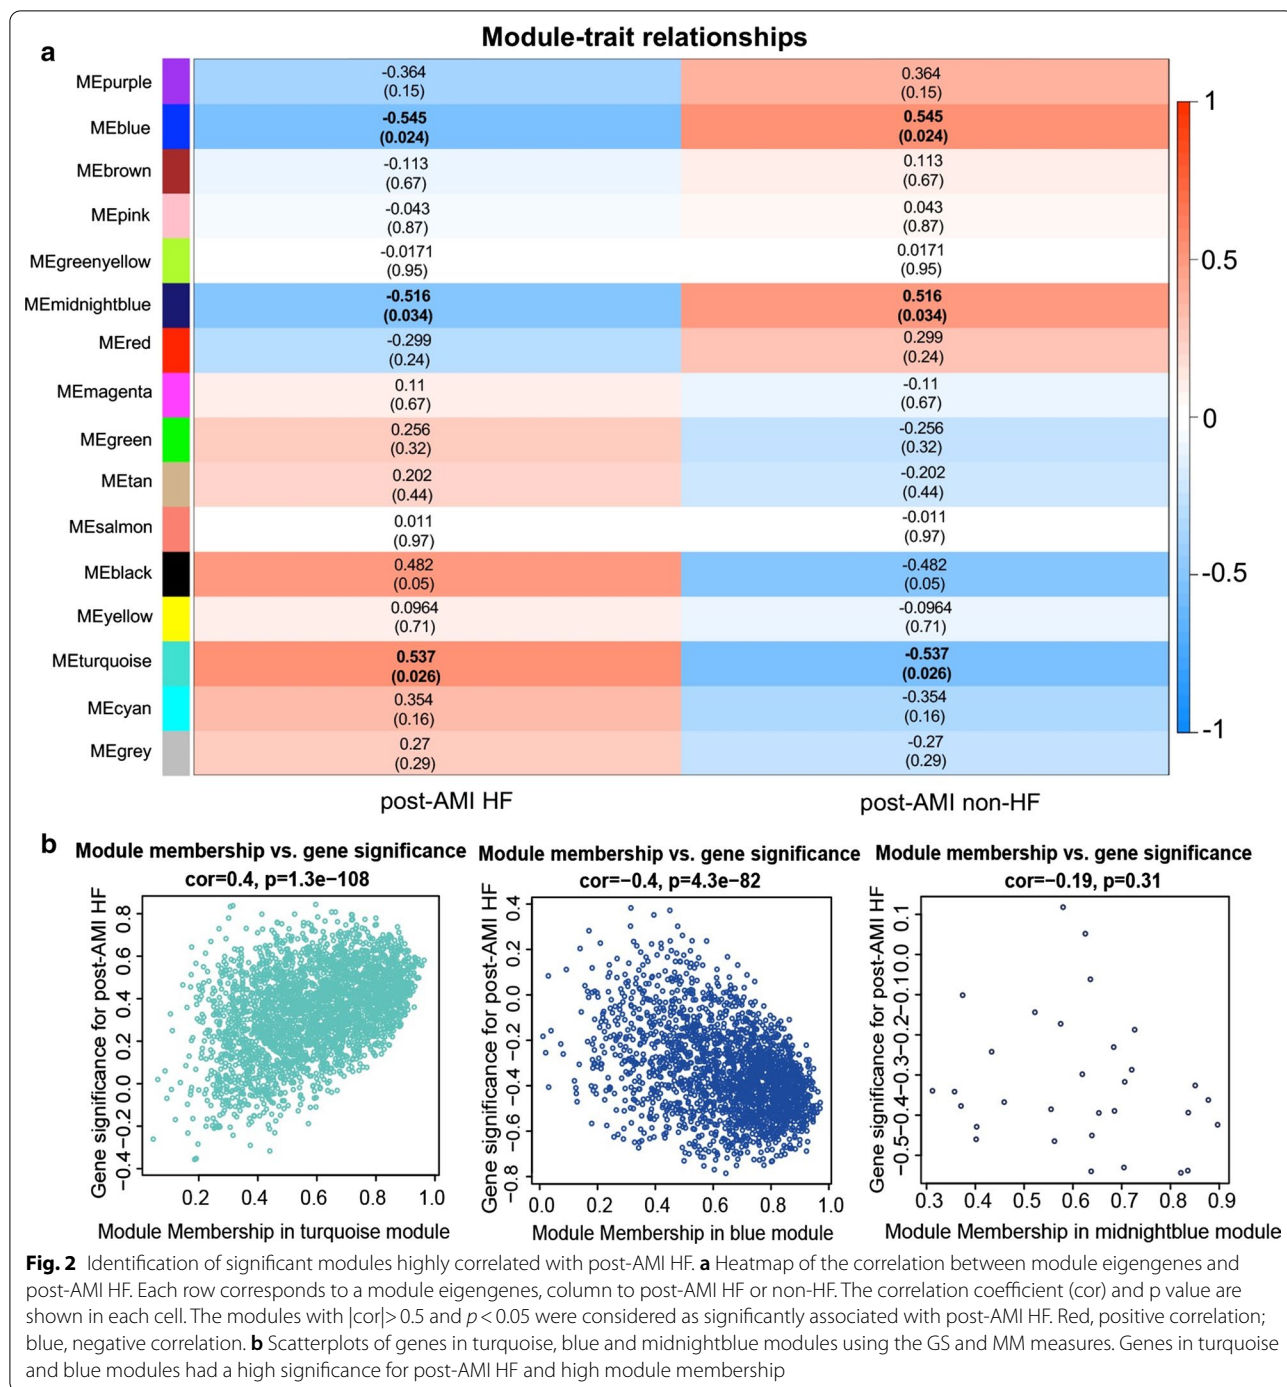 a
Module-trait relationships
MEpurple -0.364 0.364
(0.15) (0.15)
MEblue -0.545 0.545
(0.024) (0.024)
MEbrown -0.113 0.113
(0.67) (0.67)
MEpink -0.043 0.043
(0.87) (0.87)
MEgreenyellow -0.0171 0.0171
(0.95) (0.95)
MEmidnightblue -0.516 0.516
(0.034) (0.034)
MEred -0.299 0.299
(0.24) (0.24)
MEmagenta 0.11 -0.11
(0.67) (0.67)
MEgreen 0.256 -0.256
(0.32) (0.32)
MEtan 0.202 -0.202
(0.44) (0.44)
MEsalmon 0.011 -0.011
(0.97) (0.97)
MEblack 0.482 -0.482
(0.05) (0.05)
MEyellow 0.0964 -0.0964
(0.71) (0.71)
MEturquoise 0.537 -0.537
(0.026) (0.026)
MEcyan 0.354 -0.354
(0.16) (0.16)
MEgrey 0.27 -0.27
(0.29) (0.29)
post-AMI HF post-AMI non-HF
1
0.5
0
-0.5
-1
b
Module membership vs. gene significance
cor=0.4, p=1.3e−108
Gene significance for post-AMI HF
−0.4 −0.2 0.0 0.2 0.4 0.6 0.8
0.2 0.4 0.6 0.8 1.0
Module Membership in turquoise module
Module membership vs. gene significance
cor=−0.4, p=4.3e−82
Gene significance for post-AMI HF
−0.8 −0.6 −0.4 −0.2 0.0 0.2 0.4
0.0 0.2 0.4 0.6 0.8 1.0
Module Membership in blue module
Module membership vs. gene significance
cor=−0.19, p=0.31
Gene significance for post-AMI HF
−0.5−0.4−0.3−0.2−0.10.0 0.1
0.3 0.4 0.5 0.6 0.7 0.8 0.9
Module Membership in midnightblue module
Fig. 2 Identification of significant modules highly correlated with post-AMI HF. a Heatmap of the correlation between module eigengenes and
post-AMI HF. Each row corresponds to a module eigengenes, column to post-AMI HF or non-HF. The correlation coefficient (cor) and p value are
shown in each cell. The modules with |cor|> 0.5 and p < 0.05 were considered as significantly associated with post-AMI HF. Red, positive correlation;
blue, negative correlation. b Scatterplots of genes in turquoise, blue and midnightblue modules using the GS and MM measures. Genes in turquoise
and blue modules had a high significance for post-AMI HF and high module membership